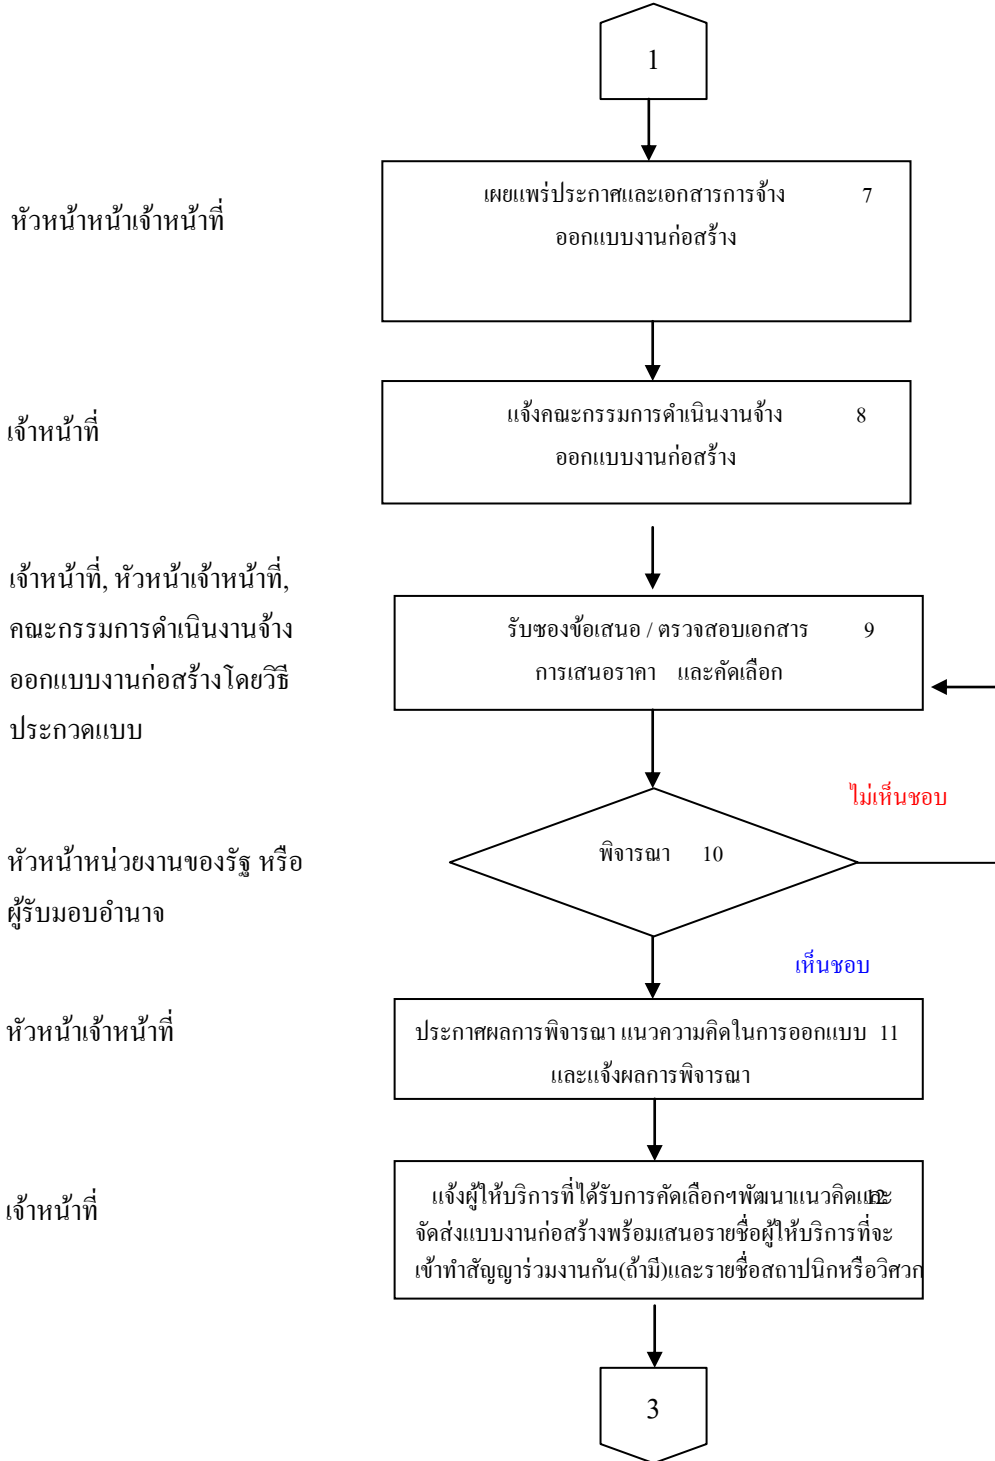 1
หัวหน้าหน้าเจ้าหน้าที่
เผยแพร่ประกาศและเอกสารการจ้าง 7
ออกแบบงานก่อสร้าง
เจ้าหน้าที่
แจ้งคณะกรรมการดำเนินงานจ้าง 8
ออกแบบงานก่อสร้าง
เจ้าหน้าที่, หัวหน้าเจ้าหน้าที่,
คณะกรรมการดำเนินงานจ้าง
ออกแบบงานก่อสร้างโดยวิธี
ประกวดแบบ
รับซองข้อเสนอ / ตรวจสอบเอกสาร 9
การเสนอราคา และคัดเลือก
ไม่เห็นชอบ
หัวหน้าหน่วยงานของรัฐ หรือ
ผู้รับมอบอำนาจ
พิจารณา 10
เห็นชอบ
หัวหน้าเจ้าหน้าที่
ประกาศผลการพิจารณา แนวความคิดในการออกแบบ 11
และแจ้งผลการพิจารณา
เจ้าหน้าที่
แจ้งผู้ให้บริการที่ได้รับการคัดเลือกฯพัฒนาแนวคิดและ 12
จัดส่งแบบงานก่อสร้างพร้อมเสนอรายชื่อผู้ให้บริการที่จะ
เข้าทำสัญญาร่วมงานกัน(ถ้ามี)และรายชื่อสถาปนิกหรือวิศวก
3